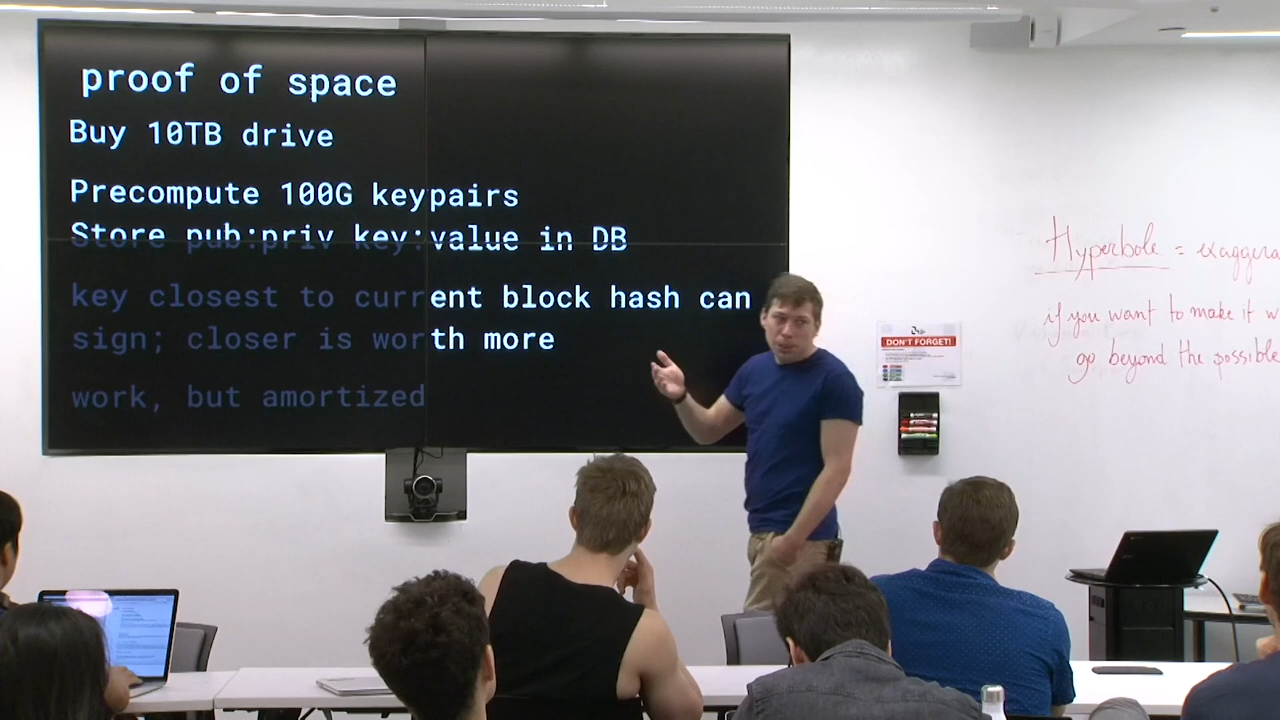 proof of space
Buy 10TB drive
Precompute 100G keypairs
Store pub:priv key:value in DB
key closest to current block hash can
sign; closer is worth more
work, but amortized
Hyperbole = exaggera
if you want to make it w
go beyond the possible
DON'T FORGET!